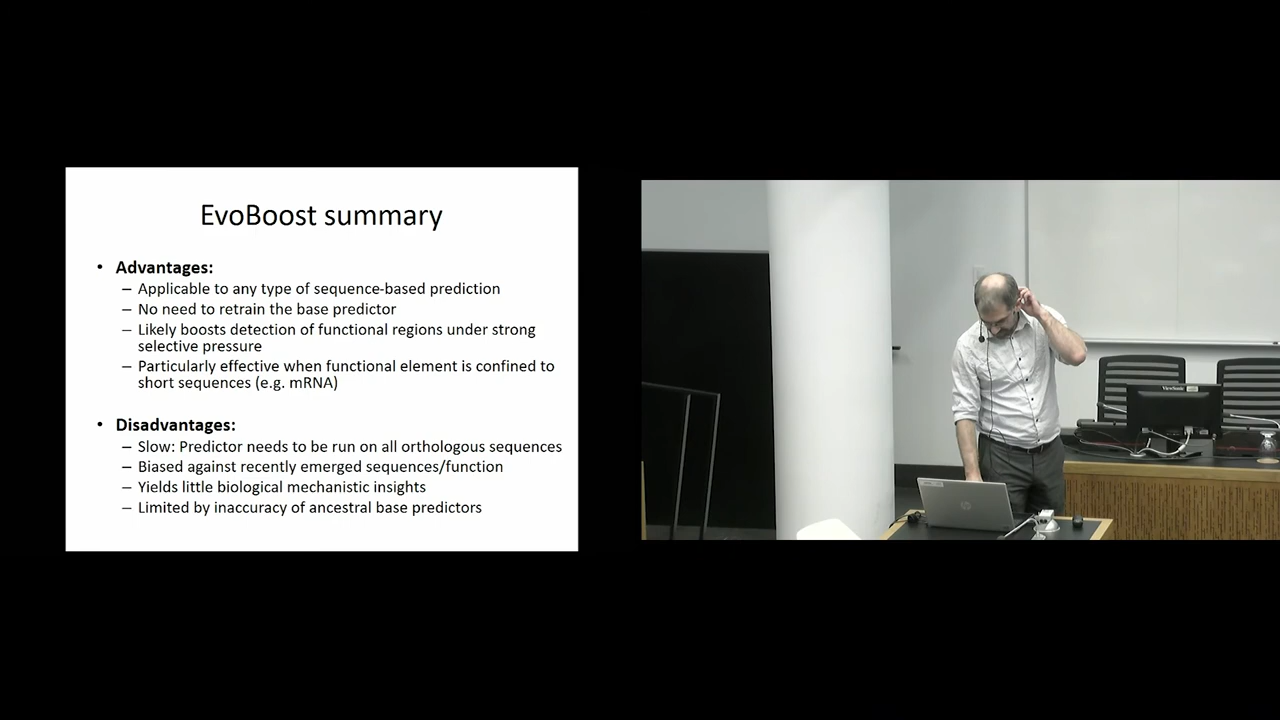 EvoBoost summary
• Advantages:
– Applicable to any type of sequence-based prediction
– No need to retrain the base predictor
– Likely boosts detection of functional regions under strong
selective pressure
– Particularly effective when functional element is confined to
short sequences (e.g. mRNA)
• Disadvantages:
– Slow: Predictor needs to be run on all orthologous sequences
– Biased against recently emerged sequences/function
– Yields little biological mechanistic insights
– Limited by inaccuracy of ancestral base predictors
ViewSonic
hp